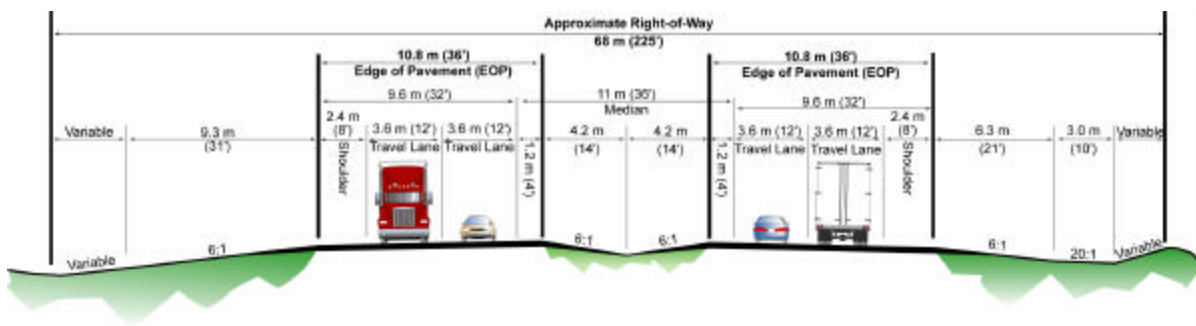 Approximate Right-of-Way
68 m (225')
10.8 m (36')
Edge of Pavement (EOP)
10.8 m (36')
Edge of Pavement (EOP)
9.6 m (32')
11 m (36')
Median
9.6 m (32')
Variable
9.3 m
(31')
2.4 m
(8')
Shoulder
3.6 m (12')
Travel Lane
3.6 m (12')
Travel Lane
1.2 m (4')
4.2 m
(14')
4.2 m
(14')
1.2 m (4')
3.6 m (12')
Travel Lane
3.6 m (12')
Travel Lane
2.4 m
(8')
Shoulder
6.3 m
(21')
3.0 m
(10')
Variable
Variable
6:1
6:1
6:1
6:1
20:1
Variable